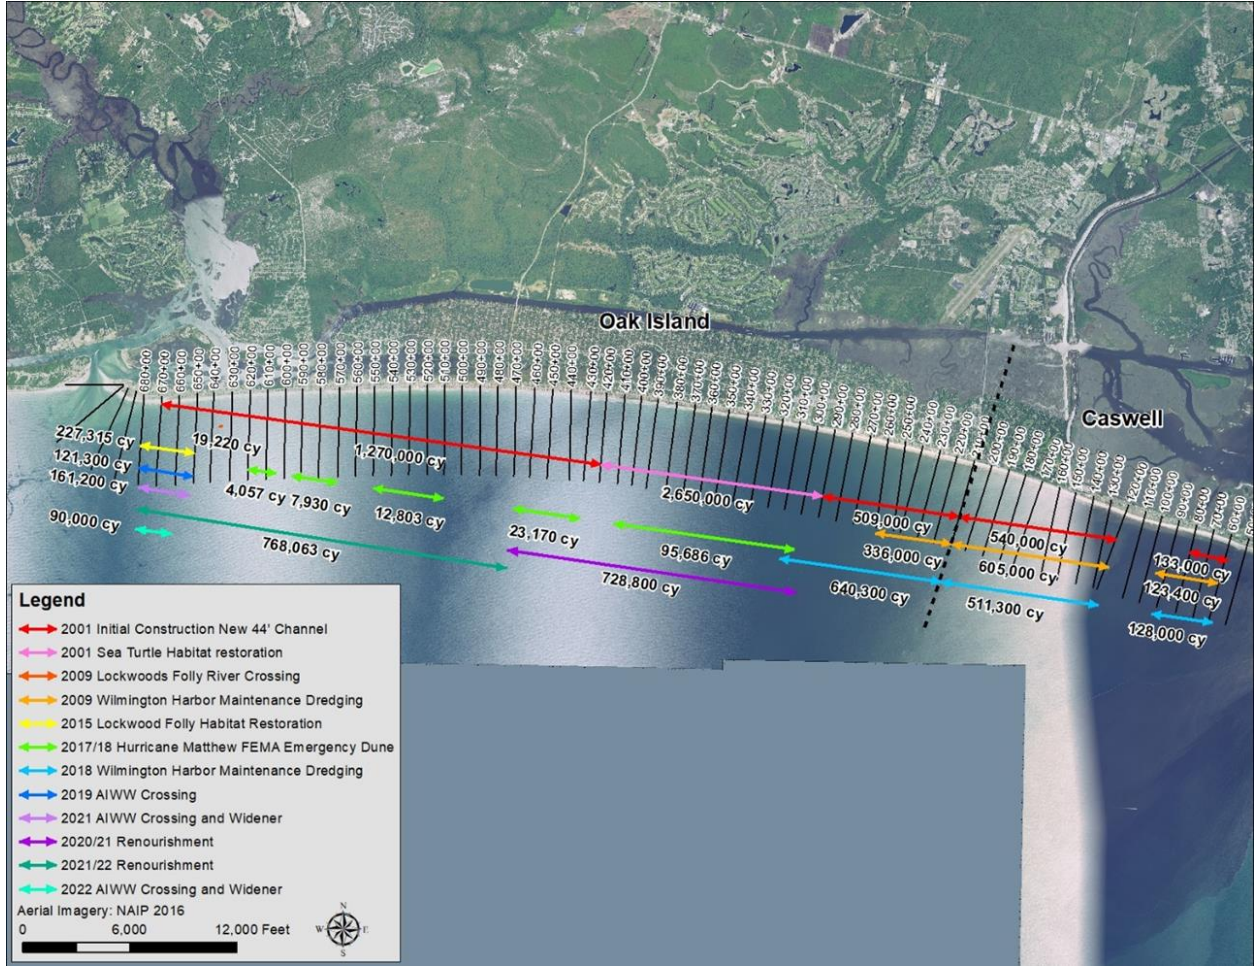 Oak Island
Caswell
680+00
670+00
660+00
650+00
640+00
630+00
620+00
610+00
600+00
590+00
580+00
570+00
560+00
550+00
540+00
530+00
520+00
510+00
500+00
490+00
480+00
470+00
460+00
450+00
440+00
430+00
420+00
410+00
400+00
390+00
380+00
370+00
360+00
350+00
340+00
330+00
320+00
310+00
300+00
290+00
280+00
270+00
260+00
250+00
240+00
230+00
220+00
210+00
200+00
190+00
180+00
170+00
160+00
150+00
140+00
130+00
120+00
110+00
100+00
90+00
80+00
70+00
60+00
227,315 cy
19,220 cy
1,270,000 cy
121,300 cy
161,200 cy
4,057 cy
7,930 cy
12,803 cy
2,650,000 cy
509,000 cy
540,000 cy
133,000 cy
90,000 cy
768,063 cy
23,170 cy
95,686 cy
336,000 cy
605,000 cy
123,400 cy
728,800 cy
640,300 cy
511,300 cy
128,000 cy
Legend
2001 Initial Construction New 44' Channel
2001 Sea Turtle Habitat restoration
2009 Lockwoods Folly River Crossing
2009 Wilmington Harbor Maintenance Dredging
2015 Lockwood Folly Habitat Restoration
2017/18 Hurricane Matthew FEMA Emergency Dune
2018 Wilmington Harbor Maintenance Dredging
2019 AIWW Crossing
2021 AIWW Crossing and Widener
2020/21 Renourishment
2021/22 Renourishment
2022 AIWW Crossing and Widener
Aerial Imagery: NAIP 2016
0 6,000 12,000 Feet
N
W E
S